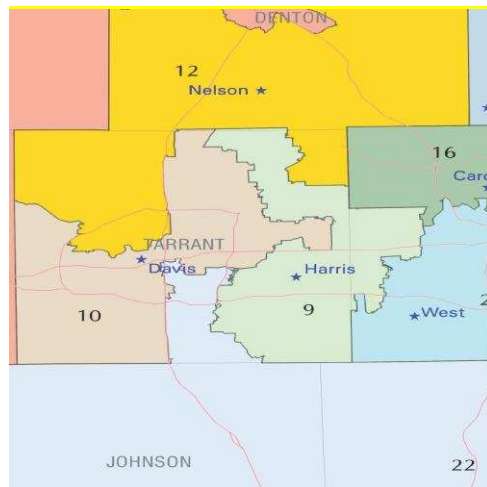 DENTON
12
Nelson
16
TARRANT
Davis
Harris
10
9
West
JOHNSON
22